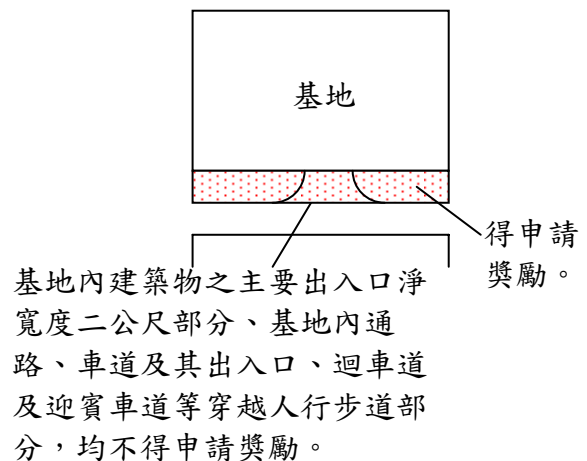 基地
得申請
獎勵。
基地內建築物之主要出入口淨
寬度二公尺部分、基地內通
路、車道及其出入口、迴車道
及迎賓車道等穿越人行步道部
分，均不得申請獎勵。